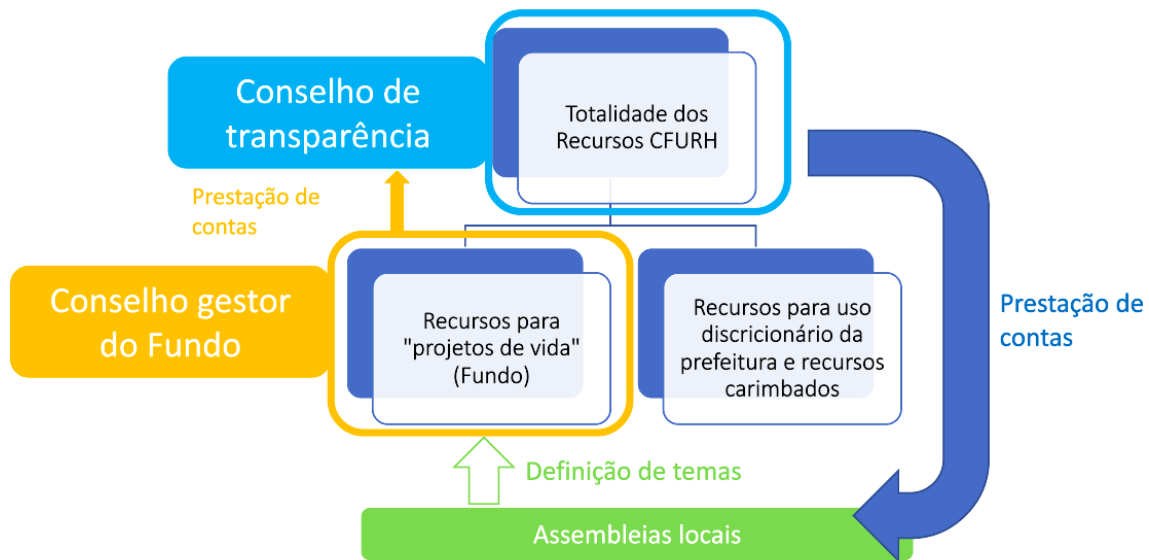 Conselho de
transparência
Totalidade dos
Recursos CFURH
Prestação de
contas
Conselho gestor
do Fundo
Recursos para
"projetos de vida"
(Fundo)
Recursos para uso
discricionário da
prefeitura e recursos
carimbados
Prestação de
contas
Definição de temas
Assembleias locais